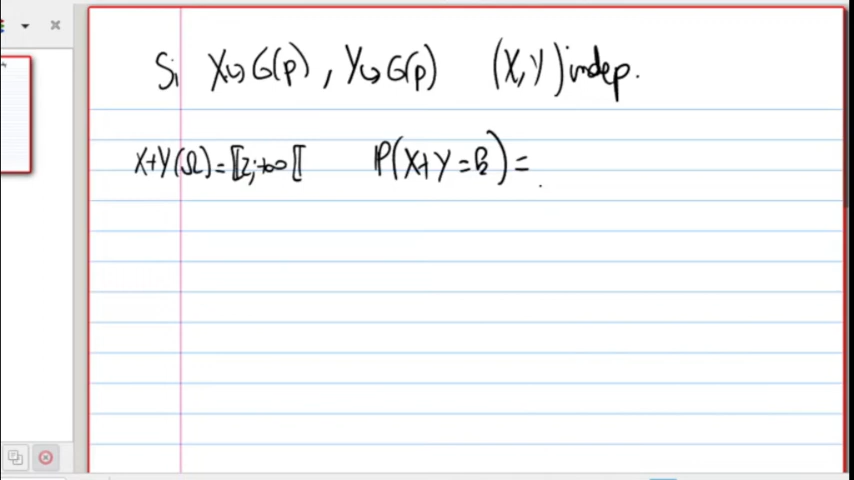 Si X↪G(p), Y↪G(p) (X,Y) indep.
X+Y(Ω)=⟦2;+∞⟦ P(X+Y=k)=